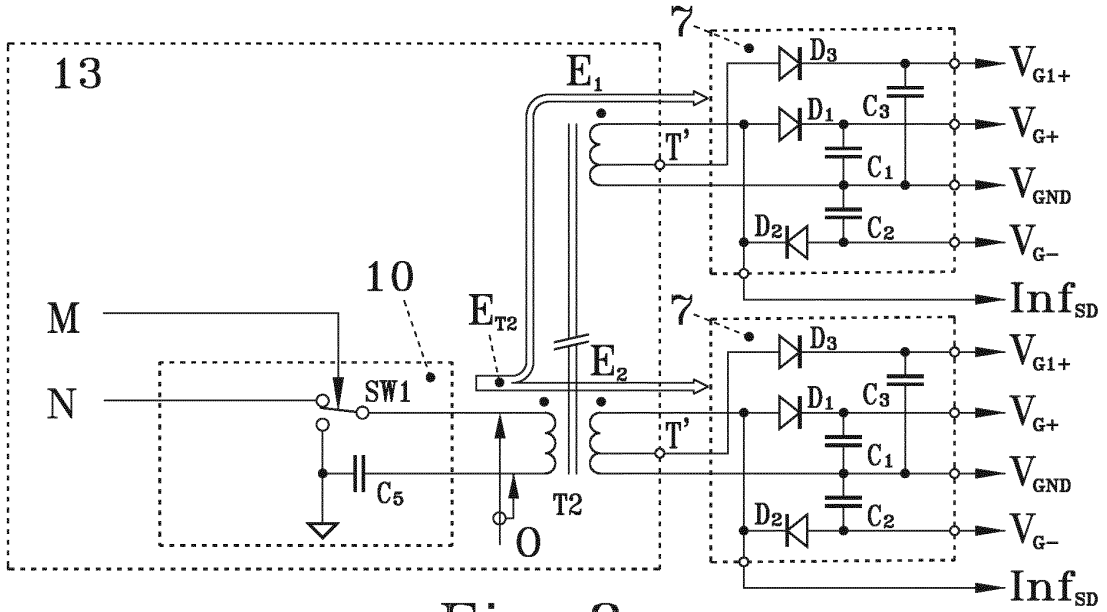 13
7
D3
VG1+
E1
C3
D1
VG+
T'
C1
VGND
D2
C2
VG-
InfSD
10
M
ET2
7
D3
VG1+
E2
N
SW1
C3
D1
VG+
T'
C1
VGND
C5
T2
D2
C2
VG-
O
InfSD